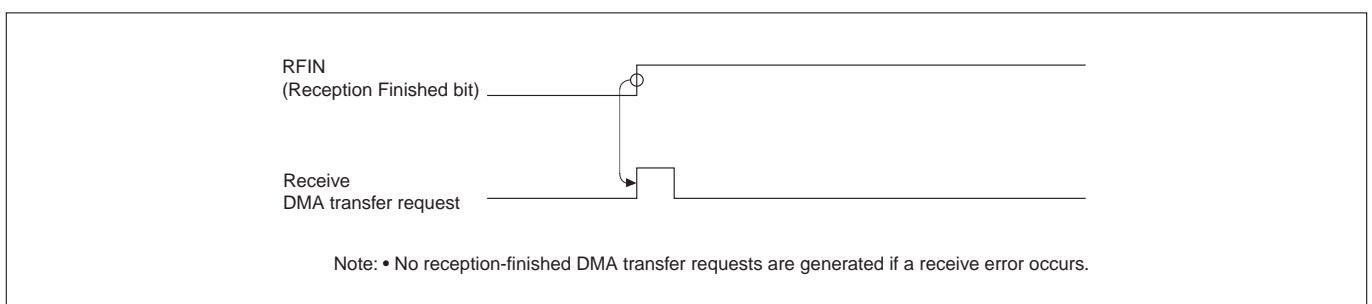 RFIN
(Reception Finished bit)
Receive
DMA transfer request
Note: • No reception-finished DMA transfer requests are generated if a receive error occurs.